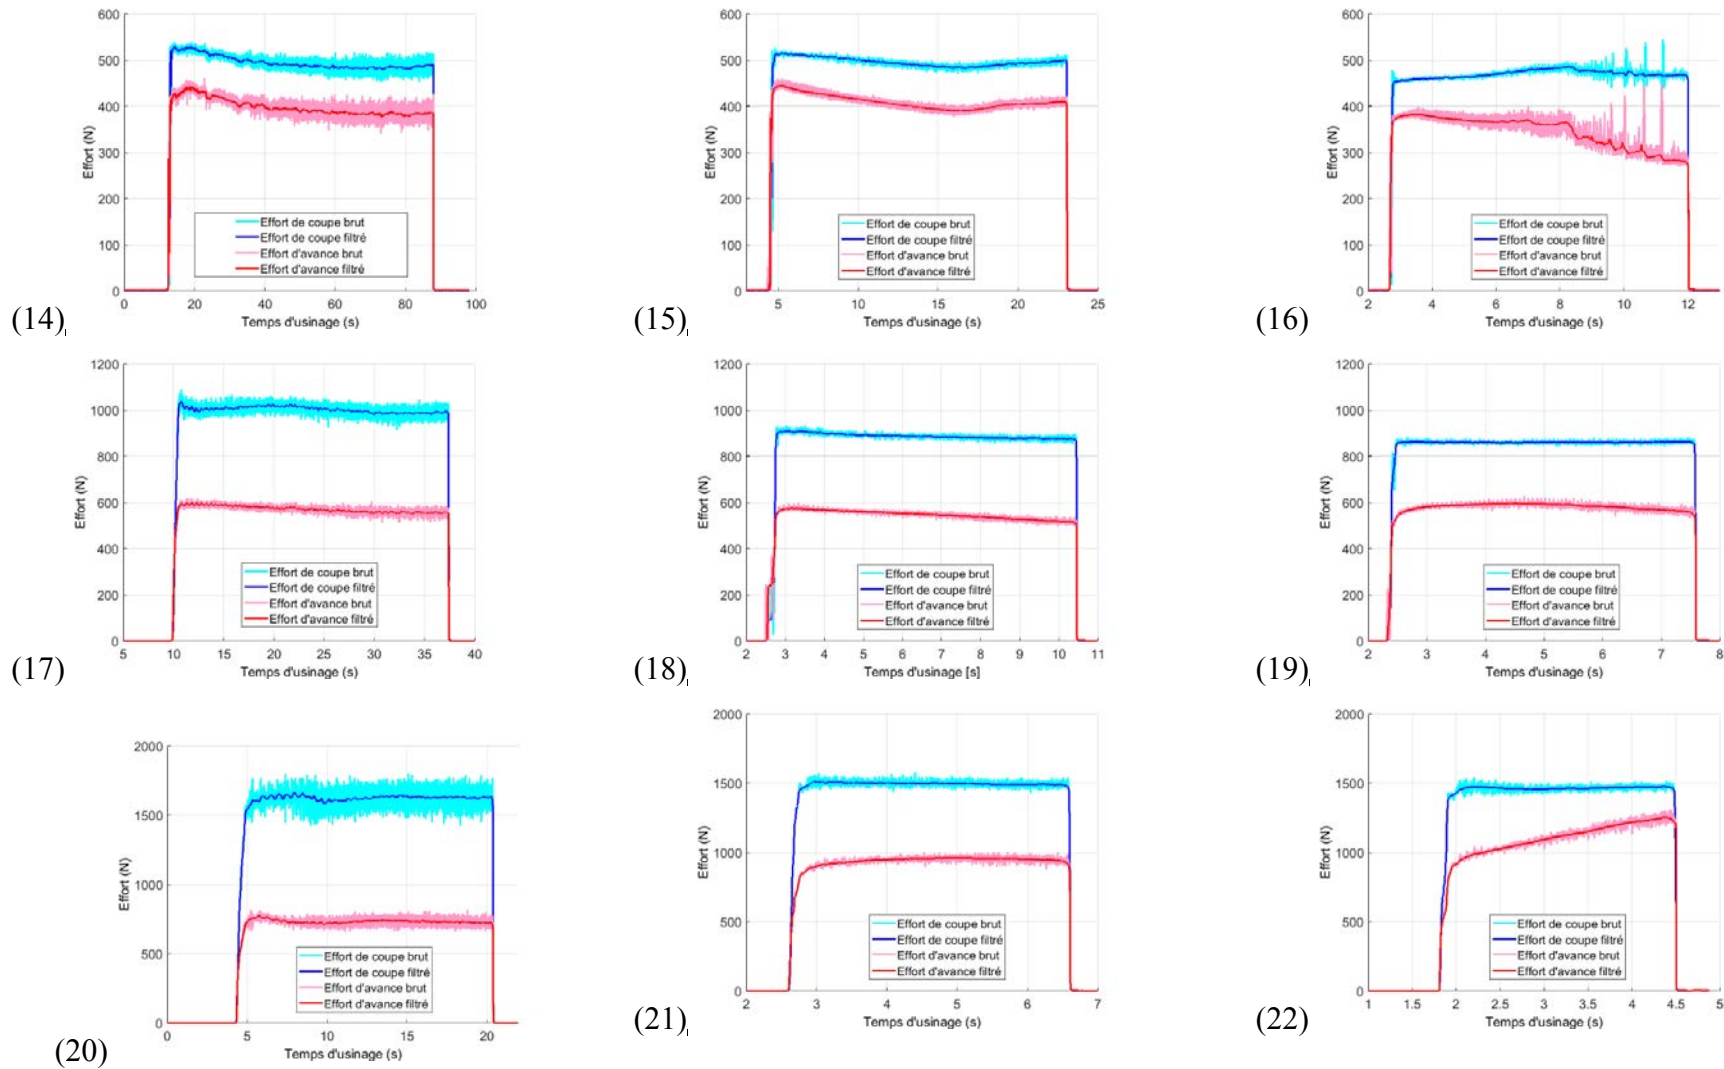 600
500
400
300
200
100
0
Effort (N)
Effort de coupe brut
Effort de coupe filtré
Effort d'avance brut
Effort d'avance filtré
0 20 40 60 80 100
Temps d'usinage (s)
(14)
600
500
400
300
200
100
0
Effort (N)
Effort de coupe brut
Effort de coupe filtré
Effort d'avance brut
Effort d'avance filtré
5 10 15 20 25
Temps d'usinage (s)
(15)
600
500
400
300
200
100
0
Effort (N)
Effort de coupe brut
Effort de coupe filtré
Effort d'avance brut
Effort d'avance filtré
2 4 6 8 10 12
Temps d'usinage (s)
(16)
1200
1000
800
600
400
200
0
Effort (N)
Effort de coupe brut
Effort de coupe filtré
Effort d'avance brut
Effort d'avance filtré
5 10 15 20 25 30 35 40
Temps d'usinage (s)
(17)
1200
1000
800
600
400
200
0
Effort (N)
Effort de coupe brut
Effort de coupe filtré
Effort d'avance brut
Effort d'avance filtré
2 3 4 5 6 7 8 9 10 11
Temps d'usinage [s]
(18)
1200
1000
800
600
400
200
0
Effort (N)
Effort de coupe brut
Effort de coupe filtré
Effort d'avance brut
Effort d'avance filtré
2 3 4 5 6 7 8
Temps d'usinage (s)
(19)
2000
1500
1000
500
0
Effort (N)
Effort de coupe brut
Effort de coupe filtré
Effort d'avance brut
Effort d'avance filtré
0 5 10 15 20
Temps d'usinage (s)
(20)
2000
1500
1000
500
0
Effort (N)
Effort de coupe brut
Effort de coupe filtré
Effort d'avance brut
Effort d'avance filtré
2 3 4 5 6 7
Temps d'usinage (s)
(21)
2000
1500
1000
500
0
Effort (N)
Effort de coupe brut
Effort de coupe filtré
Effort d'avance brut
Effort d'avance filtré
1 1.5 2 2.5 3 3.5 4 4.5 5
Temps d'usinage (s)
(22)